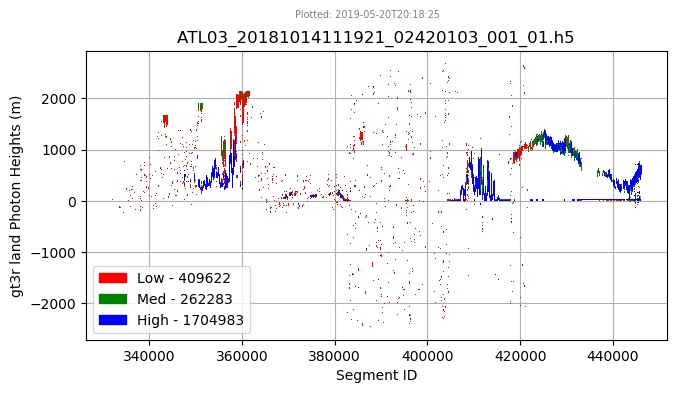 Plotted: 2019-05-20T20:18:25
ATL03_20181014111921_02420103_001_01.h5
gt3r land Photon Heights (m)
2000
1000
0
−1000
−2000
Low - 409622
Med - 262283
High - 1704983
340000 360000 380000 400000 420000 440000
Segment ID